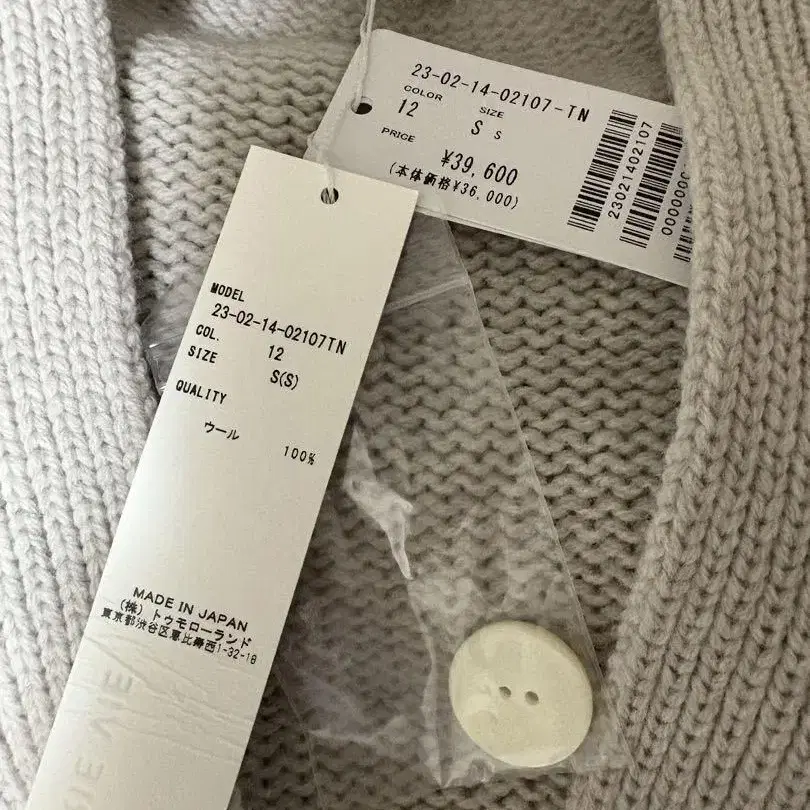 23-02-14-02107-TN
COLOR SIZE
12 S S
PRICE
¥39,600
(本体価格¥36,000)
23021402107
MODEL
23-02-14-02107TN
COL. 12
SIZE S(S)
QUALITY
ウール 100%
MADE IN JAPAN
(株) トゥモローランド
東京都渋谷区恵比寿西1-32-18